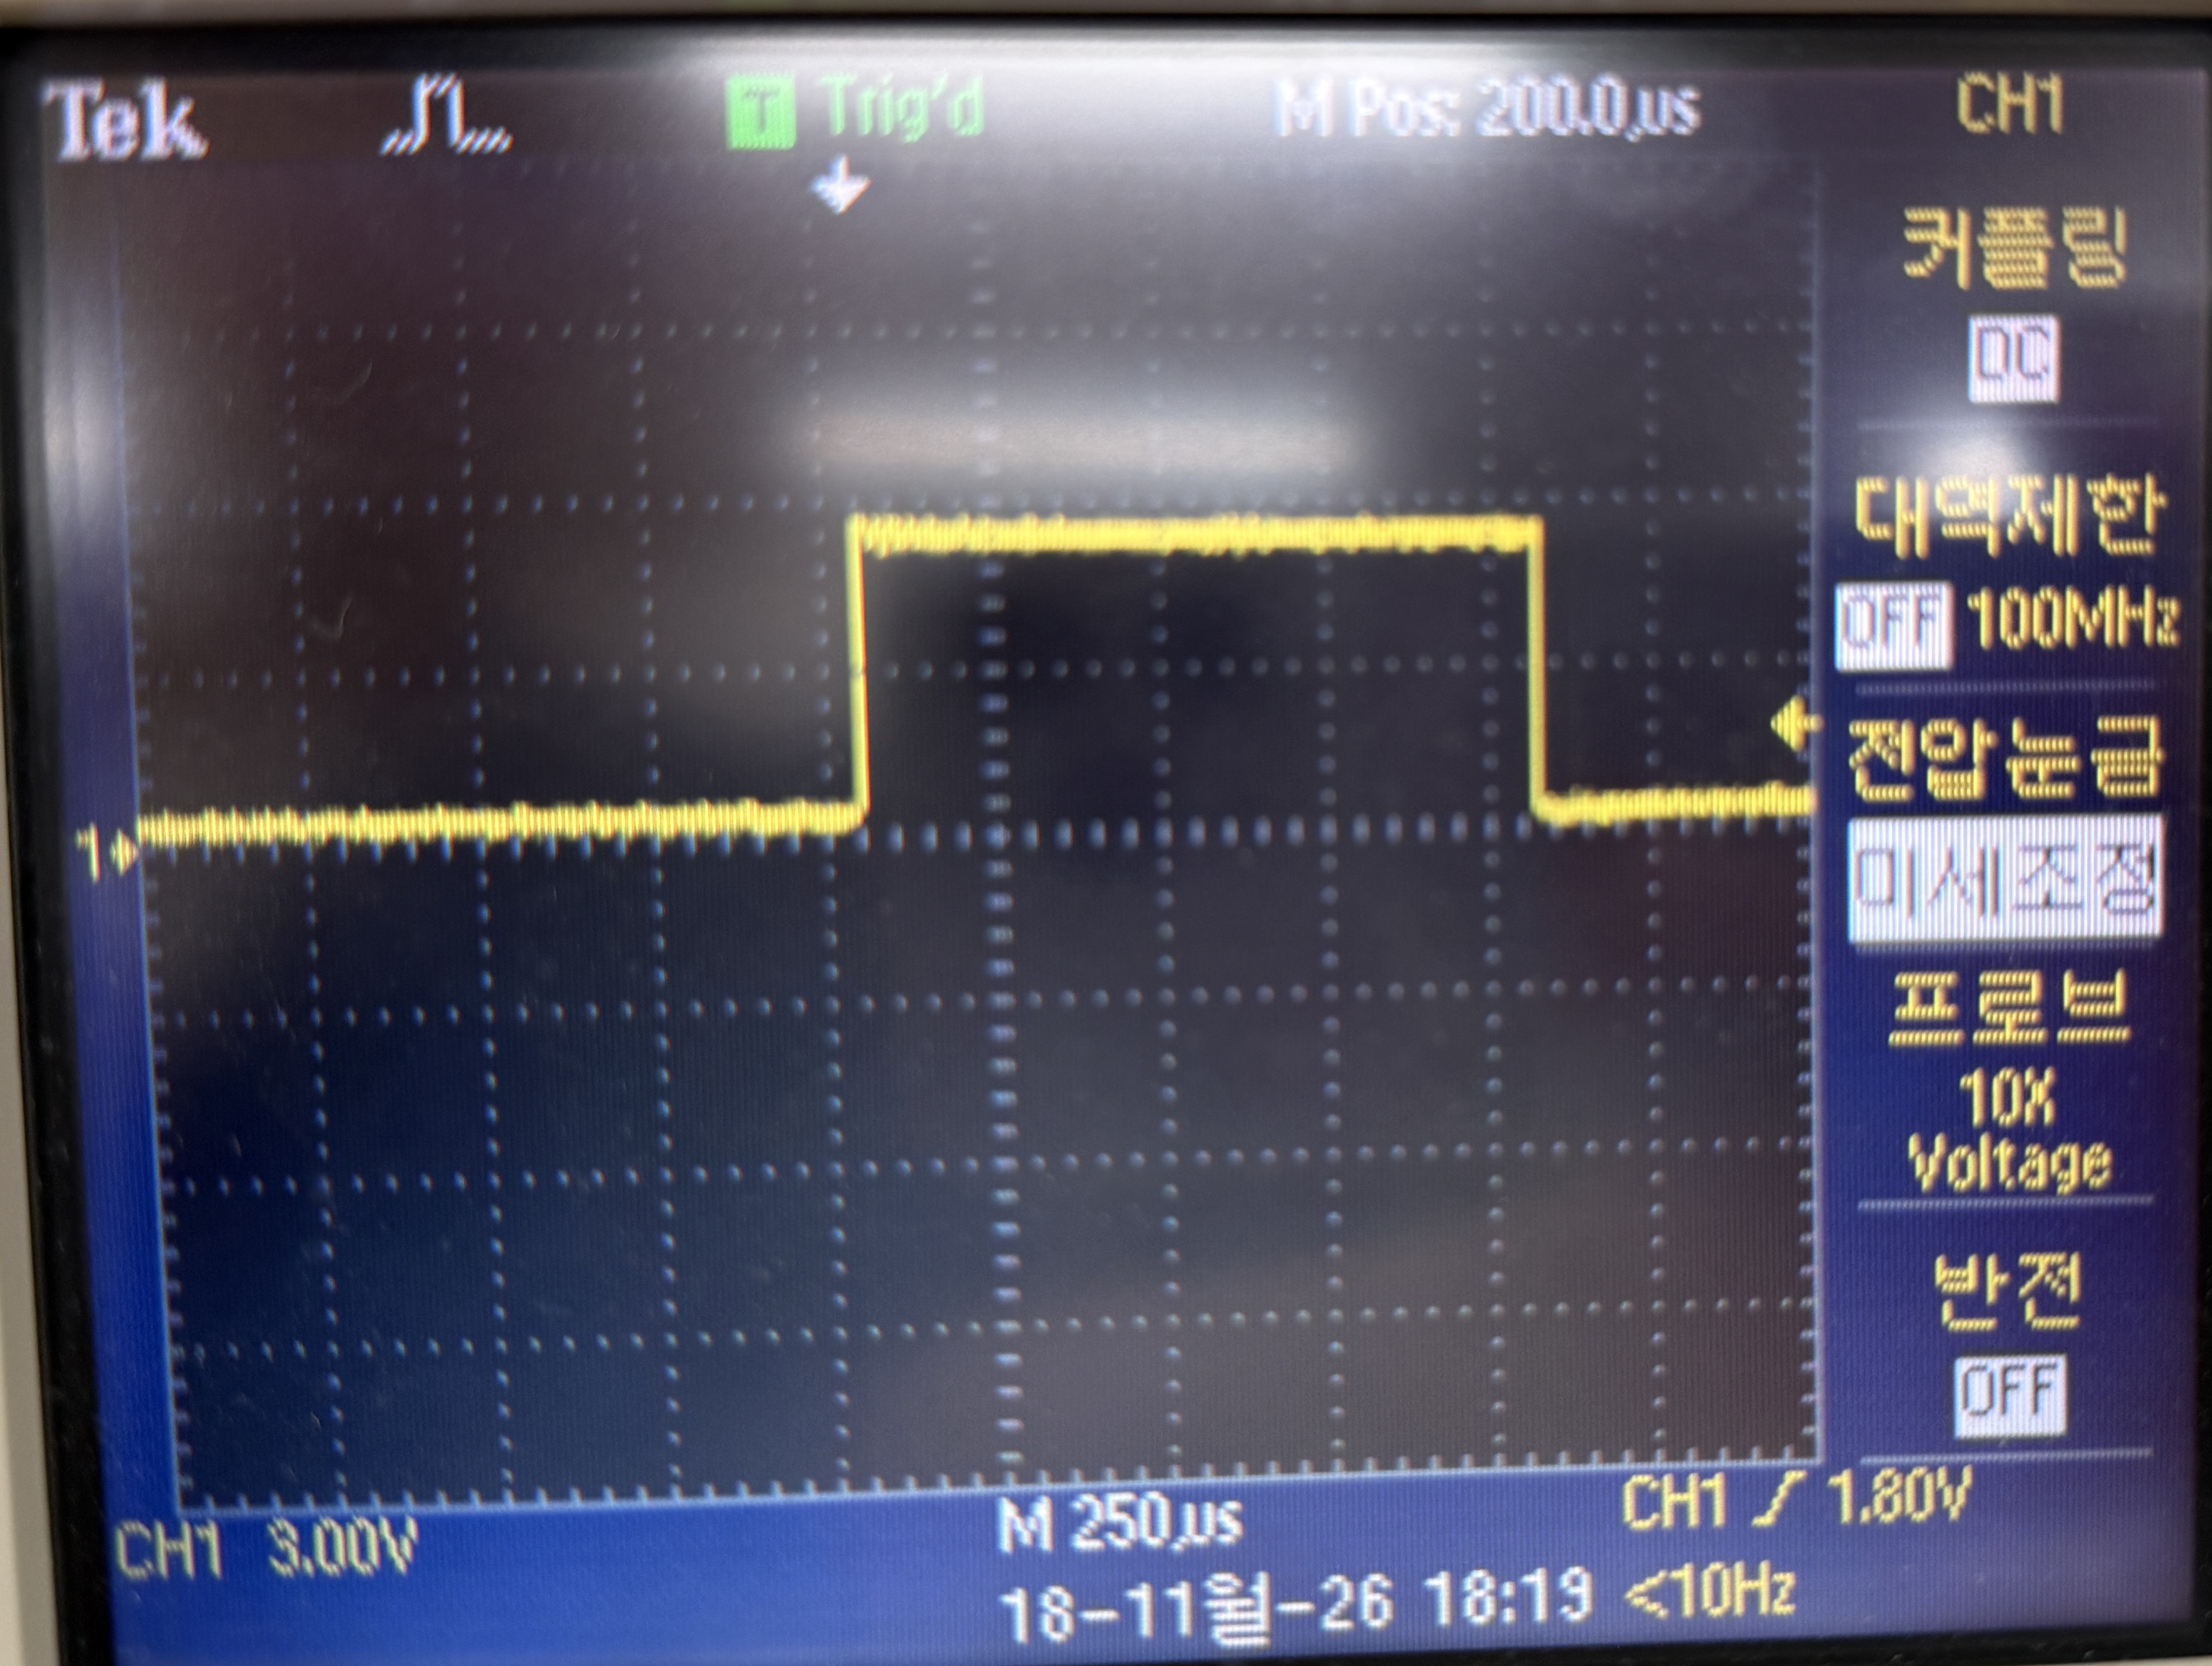 Tek
T Trig'd
M Pos: 200.0µs
CH1
커플링
DC
대역제한
OFF 100MHz
전압눈금
미세조정
프로브
10X
Voltage
반전
OFF
1
CH1 3.00V
M 250µs
CH1 1.80V
18-11월-26 18:19
<10Hz